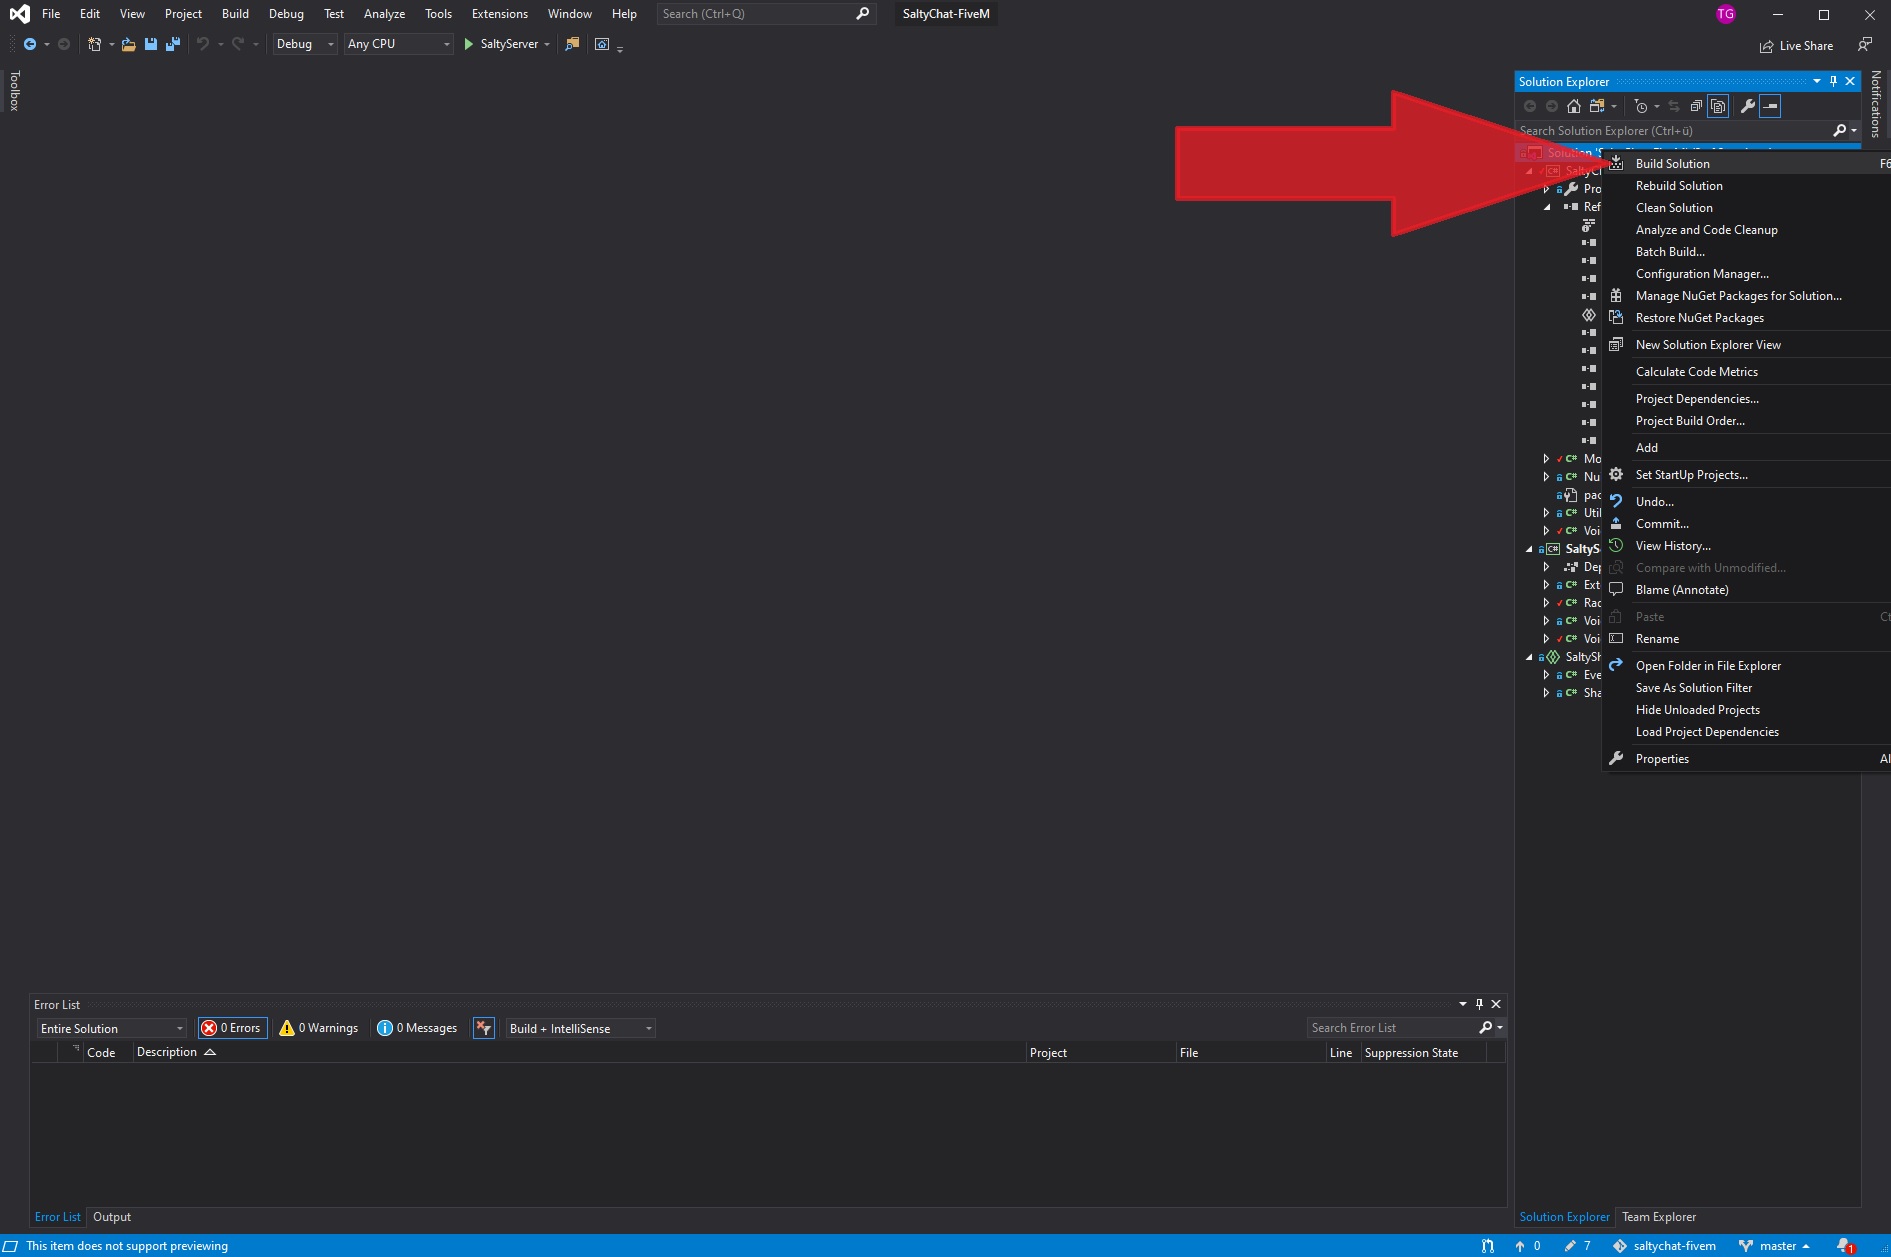 File Edit View Project Build Debug Test Analyze Tools Extensions Window Help Search (Ctrl+Q) SaltyChat-FiveM TG
Debug Any CPU SaltyServer Live Share
Toolbox
Notifications
Solution Explorer
Search Solution Explorer (Ctrl+ü)
Solution
SaltyC
Pro
Ref
Mo
Nu
pac
Util
Voi
SaltyS
Dep
Ext
Rad
Voi
Voi
SaltySh
Eve
Sha
Build Solution F6
Rebuild Solution
Clean Solution
Analyze and Code Cleanup
Batch Build...
Configuration Manager...
Manage NuGet Packages for Solution...
Restore NuGet Packages
New Solution Explorer View
Calculate Code Metrics
Project Dependencies...
Project Build Order...
Add
Set StartUp Projects...
Undo...
Commit...
View History...
Compare with Unmodified...
Blame (Annotate)
Paste Ct
Rename
Open Folder in File Explorer
Save As Solution Filter
Hide Unloaded Projects
Load Project Dependencies
Properties Al
Error List
Entire Solution 0 Errors 0 Warnings 0 Messages Build + IntelliSense Search Error List
Code Description Project File Line Suppression State
Error List Output
Solution Explorer Team Explorer
This item does not support previewing 0 7 saltychat-fivem master 1